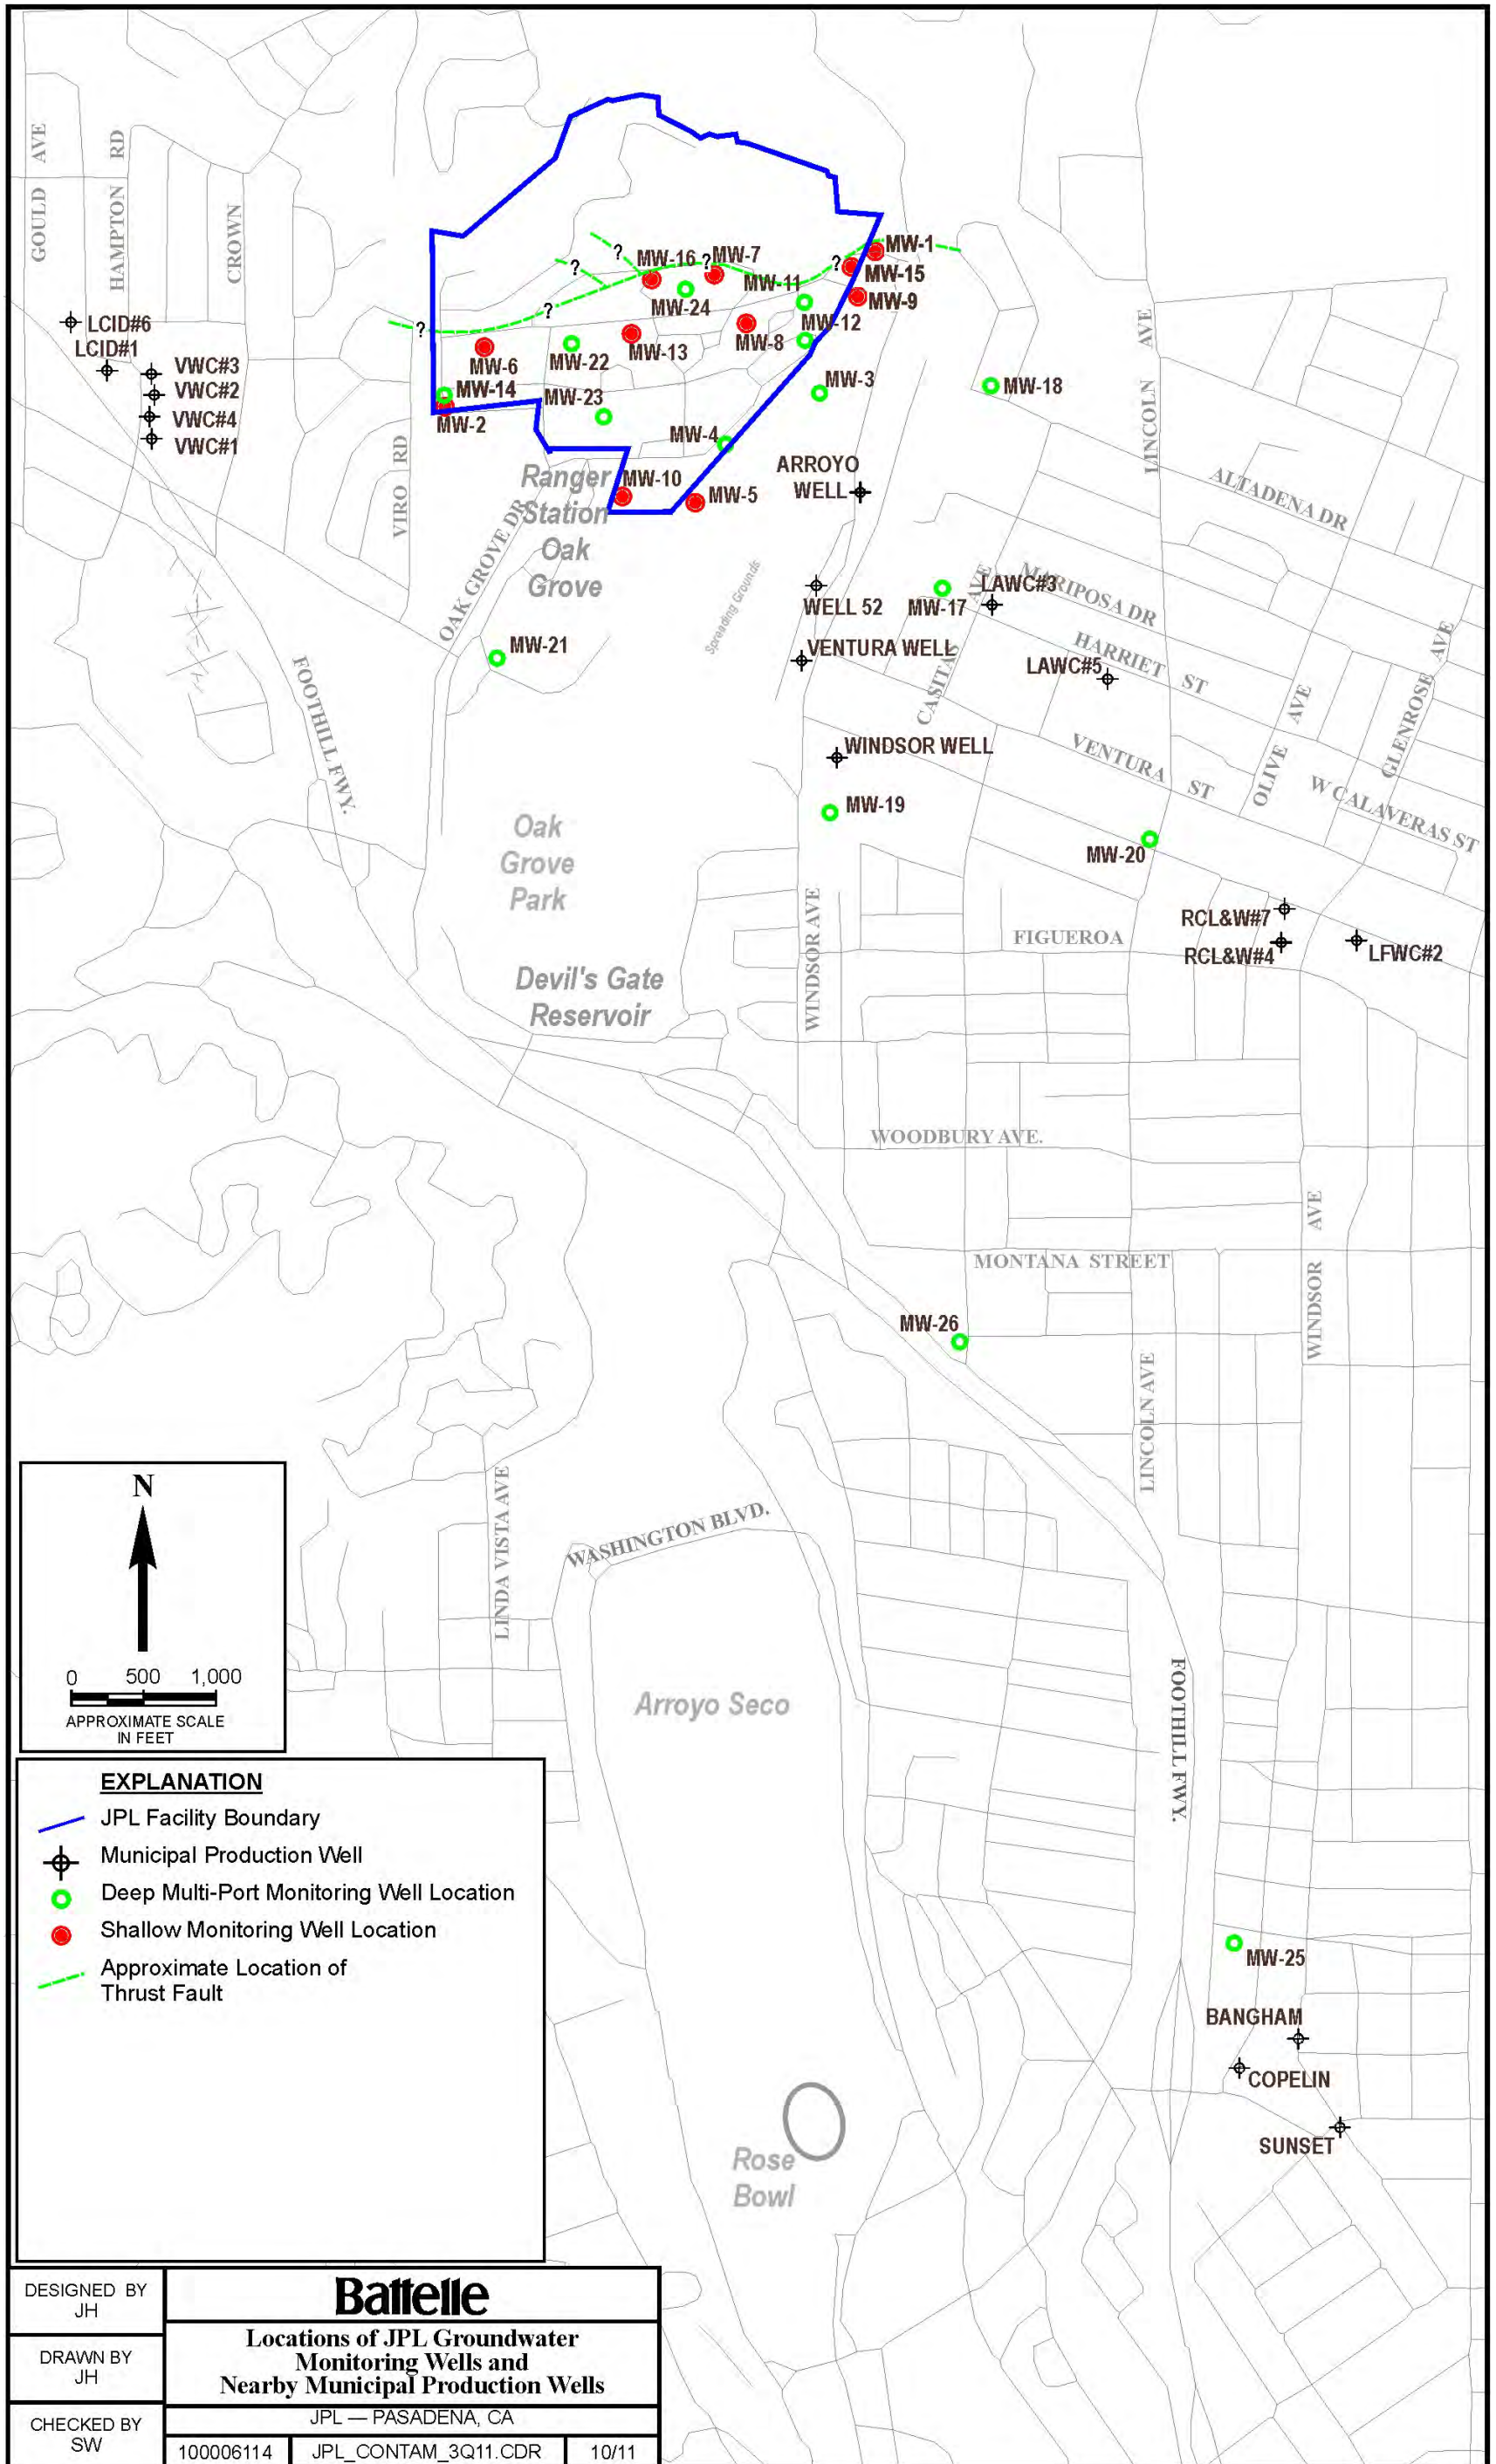 GOULD AVE
HAMPTON RD
CROWN
LCID#6
LCID#1
VWC#3
VWC#2
VWC#4
VWC#1
VIRO RD
?
?
?
?
?
?
MW-16
MW-7
MW-1
MW-15
MW-11
MW-9
MW-24
MW-12
MW-8
MW-13
MW-22
MW-6
MW-14
MW-23
MW-2
MW-3
MW-18
MW-4
MW-10
MW-5
Ranger
Station
Oak
Grove
OAK GROVE DR
ARROYO
WELL
LINCOLN AVE
ALTADENA DR
Spreading Grounds
WELL 52
MW-17
LAWC#3
MARIPOSA DR
VENTURA WELL
CASITAS AVE
LAWC#5
HARRIET ST
MW-21
FOOTHILL FWY.
WINDSOR WELL
VENTURA ST
OLIVE AVE
GLENROSE AVE
W CALAVERAS ST
MW-19
MW-20
Oak
Grove
Park
WINDSOR AVE
RCL&W#7
RCL&W#4
LFWC#2
FIGUEROA
Devil's Gate
Reservoir
WOODBURY AVE.
MONTANA STREET
WINDSOR AVE
MW-26
LINCOLN AVE
LINDA VISTA AVE
WASHINGTON BLVD.
N
0 500 1,000
APPROXIMATE SCALE
IN FEET
Arroyo Seco
FOOTHILL FWY.
EXPLANATION
JPL Facility Boundary
Municipal Production Well
Deep Multi-Port Monitoring Well Location
Shallow Monitoring Well Location
Approximate Location of
Thrust Fault
MW-25
BANGHAM
COPELIN
SUNSET
Rose
Bowl
DESIGNED BY
JH
DRAWN BY
JH
CHECKED BY
SW
Battelle
Locations of JPL Groundwater
Monitoring Wells and
Nearby Municipal Production Wells
JPL — PASADENA, CA
100006114 JPL_CONTAM_3Q11.CDR 10/11